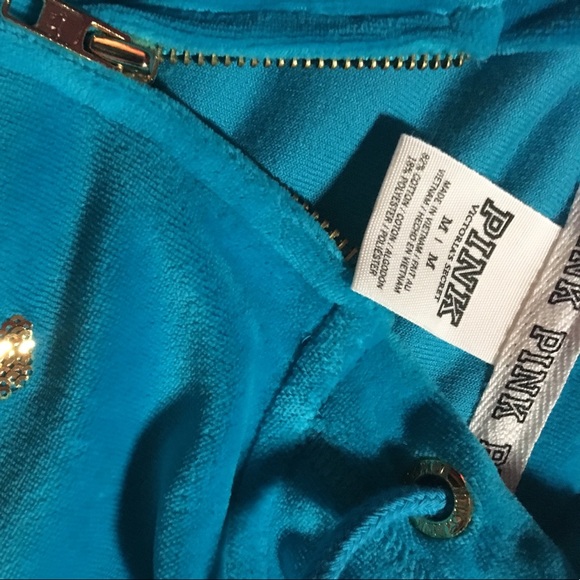 PINK
VICTORIA'S SECRET
M | M
MADE IN VIETNAM / FAIT AU
VIETNAM / HECHO EN VIETNAM
82% COTTON / COTON / ALGODON
18% POLYESTER / POLIESTER
PINK PINK P